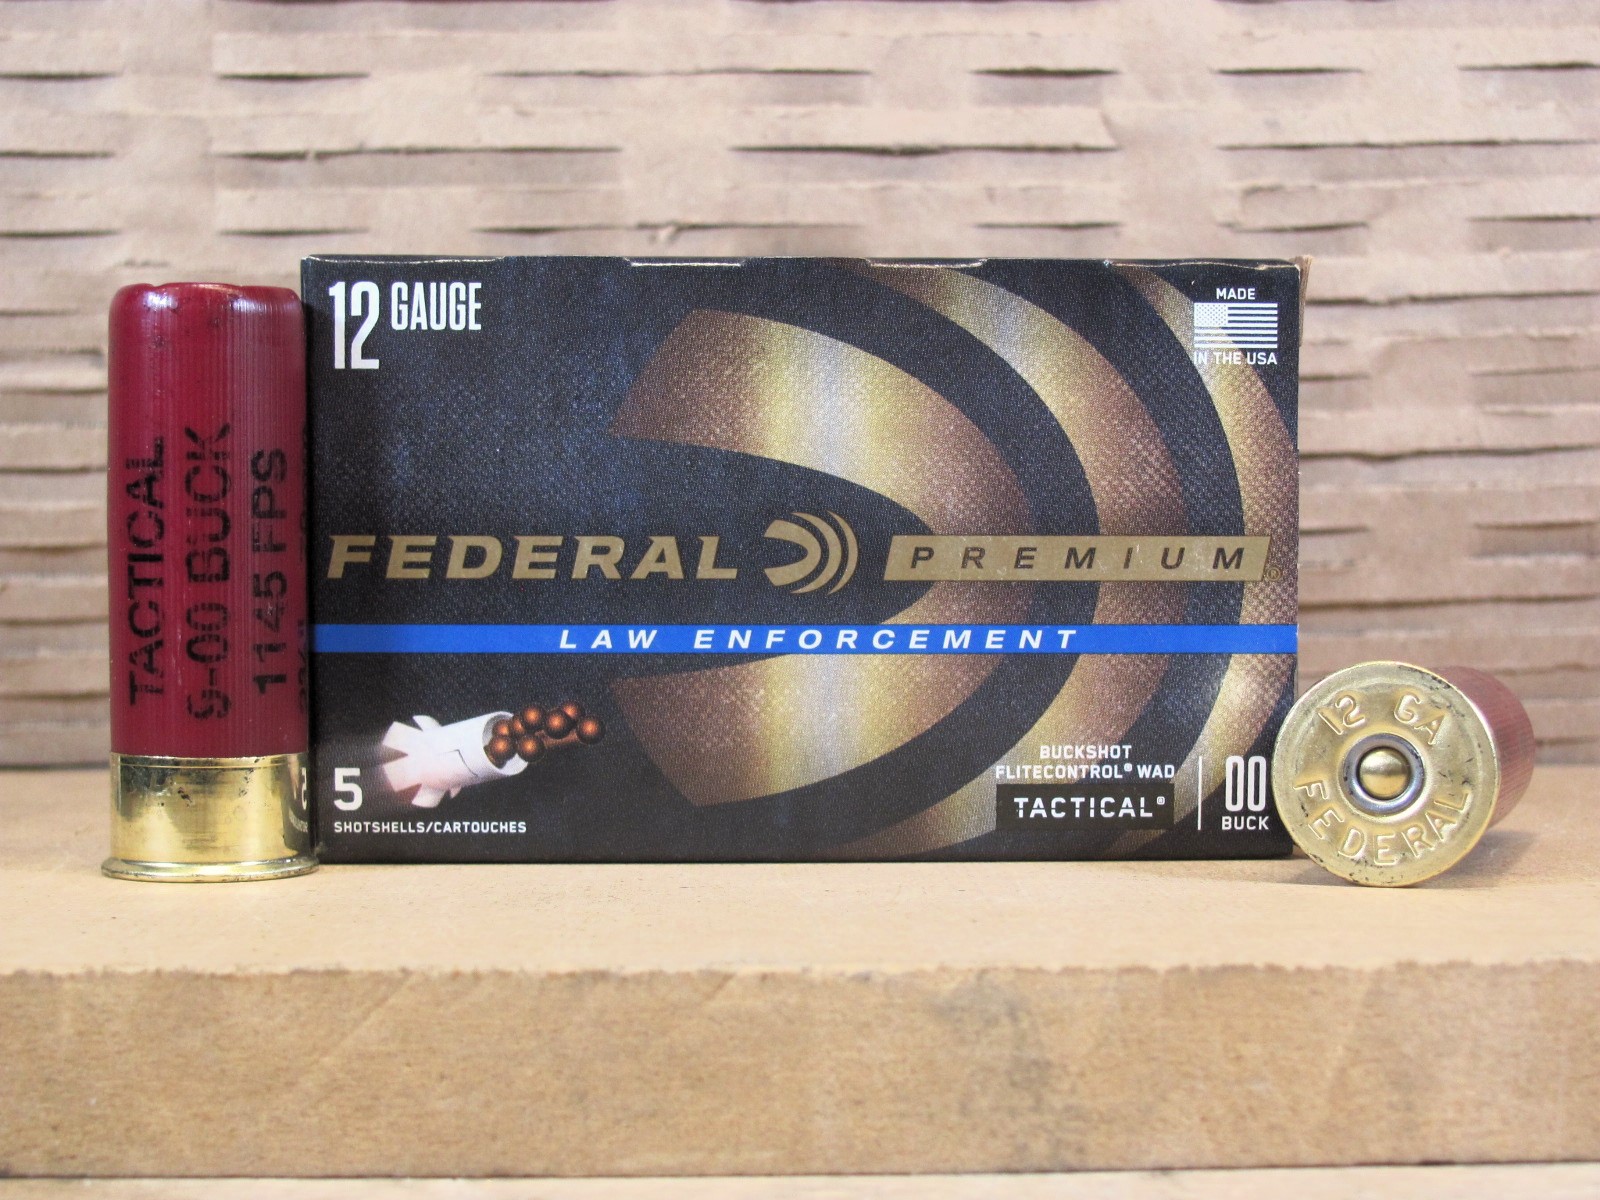 TACTICAL
9-00 BUCK
1145 FPS
12 GAUGE
MADE
IN THE USA
FEDERAL PREMIUM
LAW ENFORCEMENT
5
SHOTSHELLS/CARTOUCHES
BUCKSHOT
FLITECONTROL® WAD
TACTICAL®
00
BUCK
12 GA
FEDERAL